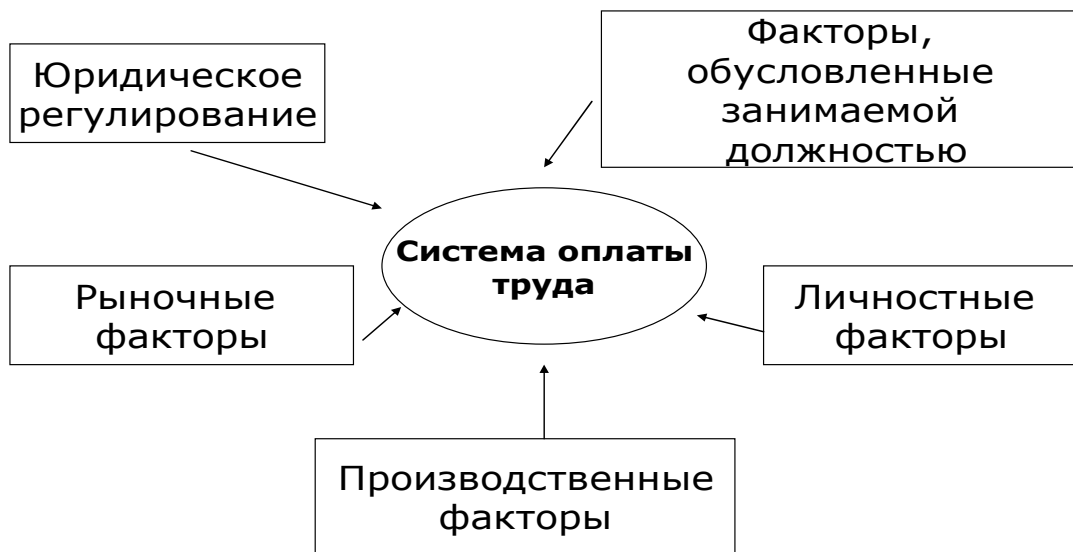 Юридическое
регулирование
Факторы,
обусловленные
занимаемой
должностью
Система оплаты
труда
Рыночные
факторы
Личностные
факторы
Производственные
факторы